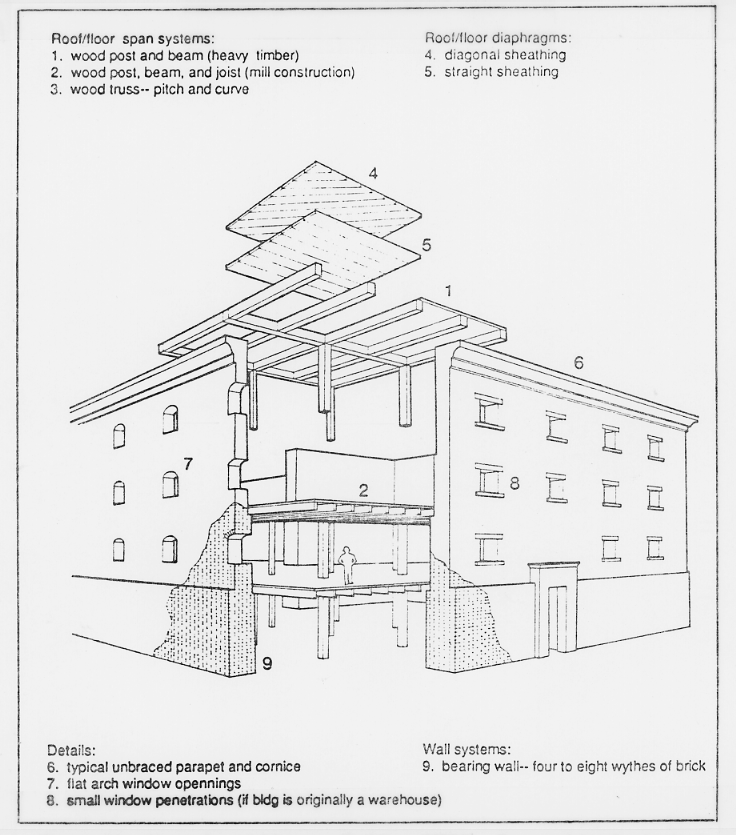 Roof/floor span systems:
1. wood post and beam (heavy timber)
2. wood post, beam, and joist (mill construction)
3. wood truss-- pitch and curve
Roof/floor diaphragms:
4. diagonal sheathing
5. straight sheathing
4
5
1
6
7
8
2
9
Details:
6. typical unbraced parapet and cornice
7. flat arch window opennings
8. small window penetrations (if bldg is originally a warehouse)
Wall systems:
9. bearing wall-- four to eight wythes of brick